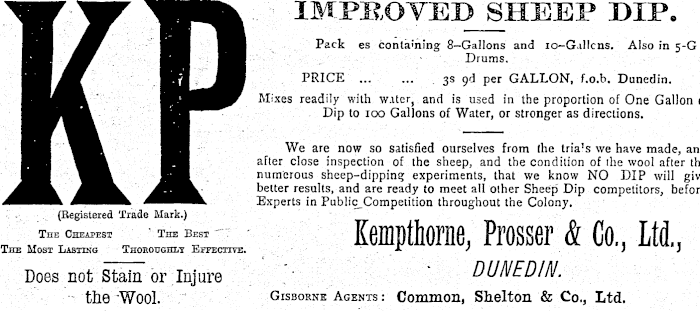 KP
(Registered Trade Mark.)
THE CHEAPEST THE BEST
THE MOST LASTING THOROUGHLY EFFECTIVE.
Does not Stain or Injure
the Wool.
IMPROVED SHEEP DIP.
Pack es containing 8-Gallons and 10-Gallons. Also in 5-G
Drums.
PRICE ... ... 3s 9d per GALLON, f.o.b. Dunedin.
Mixes readily with water, and is used in the proportion of One Gallon
Dip to 100 Gallons of Water, or stronger as directions.
We are now so satisfied ourselves from the tria's we have made, an
after close inspection of the sheep, and the condition of the wool after th
numerous sheep-dipping experiments, that we know NO DIP will giv
better results, and are ready to meet all other Sheep Dip competitors, befor
Experts in Public Competition throughout the Colony.
Kempthorne, Prosser & Co., Ltd.,
DUNEDIN.
GISBORNE AGENTS: Common, Shelton & Co., Ltd.